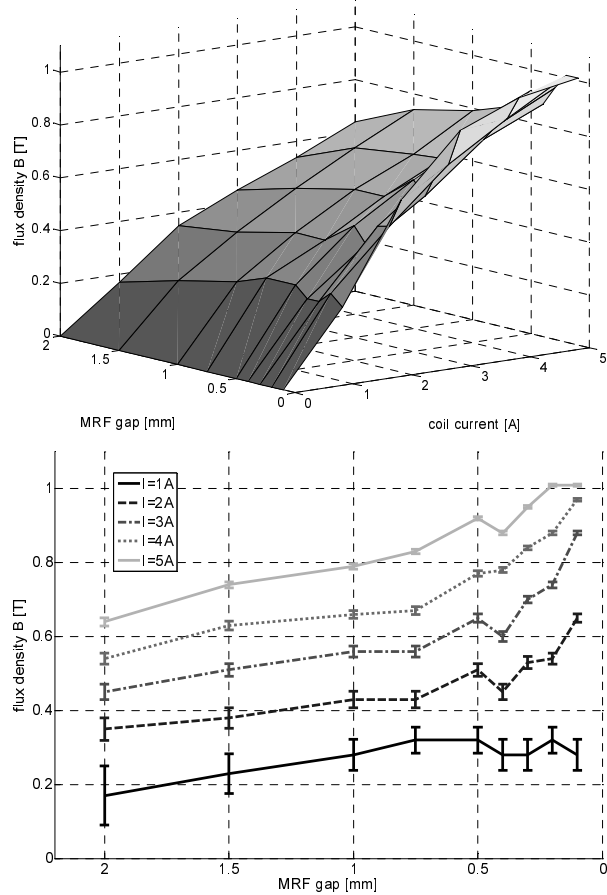 flux density B [T]
1
0.8
0.6
0.4
0.2
0
2
1.5
1
0.5
0
0
1
2
3
4
5
MRF gap [mm]
coil current [A]
flux density B [T]
1
0.8
0.6
0.4
0.2
0
I=1A
I=2A
I=3A
I=4A
I=5A
2
1.5
1
0.5
0
MRF gap [mm]